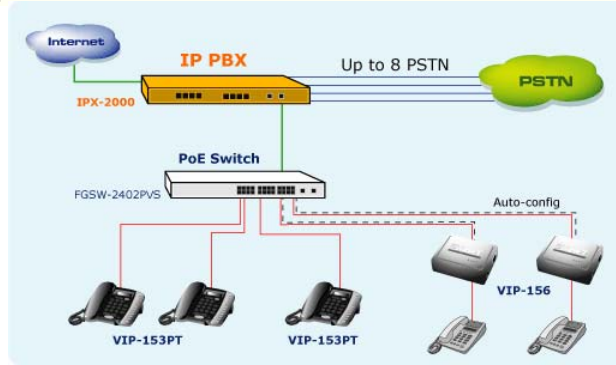 Internet
IP PBX
Up to 8 PSTN
PSTN
IPX-2000
PoE Switch
FGSW-2402PVS
Auto-config
VIP-156
VIP-153PT
VIP-153PT